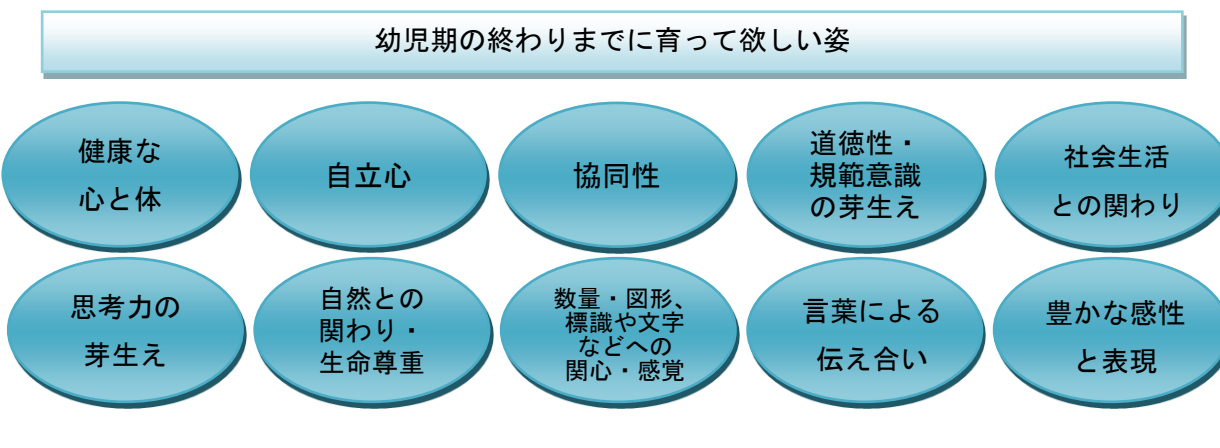 幼児期の終わりまでに育って欲しい姿
健康な
心と体
自立心
協同性
道徳性・
規範意識
の芽生え
社会生活
との関わり
思考力の
芽生え
自然との
関わり・
生命尊重
数量・図形、
標識や文字
などへの
関心・感覚
言葉による
伝え合い
豊かな感性
と表現